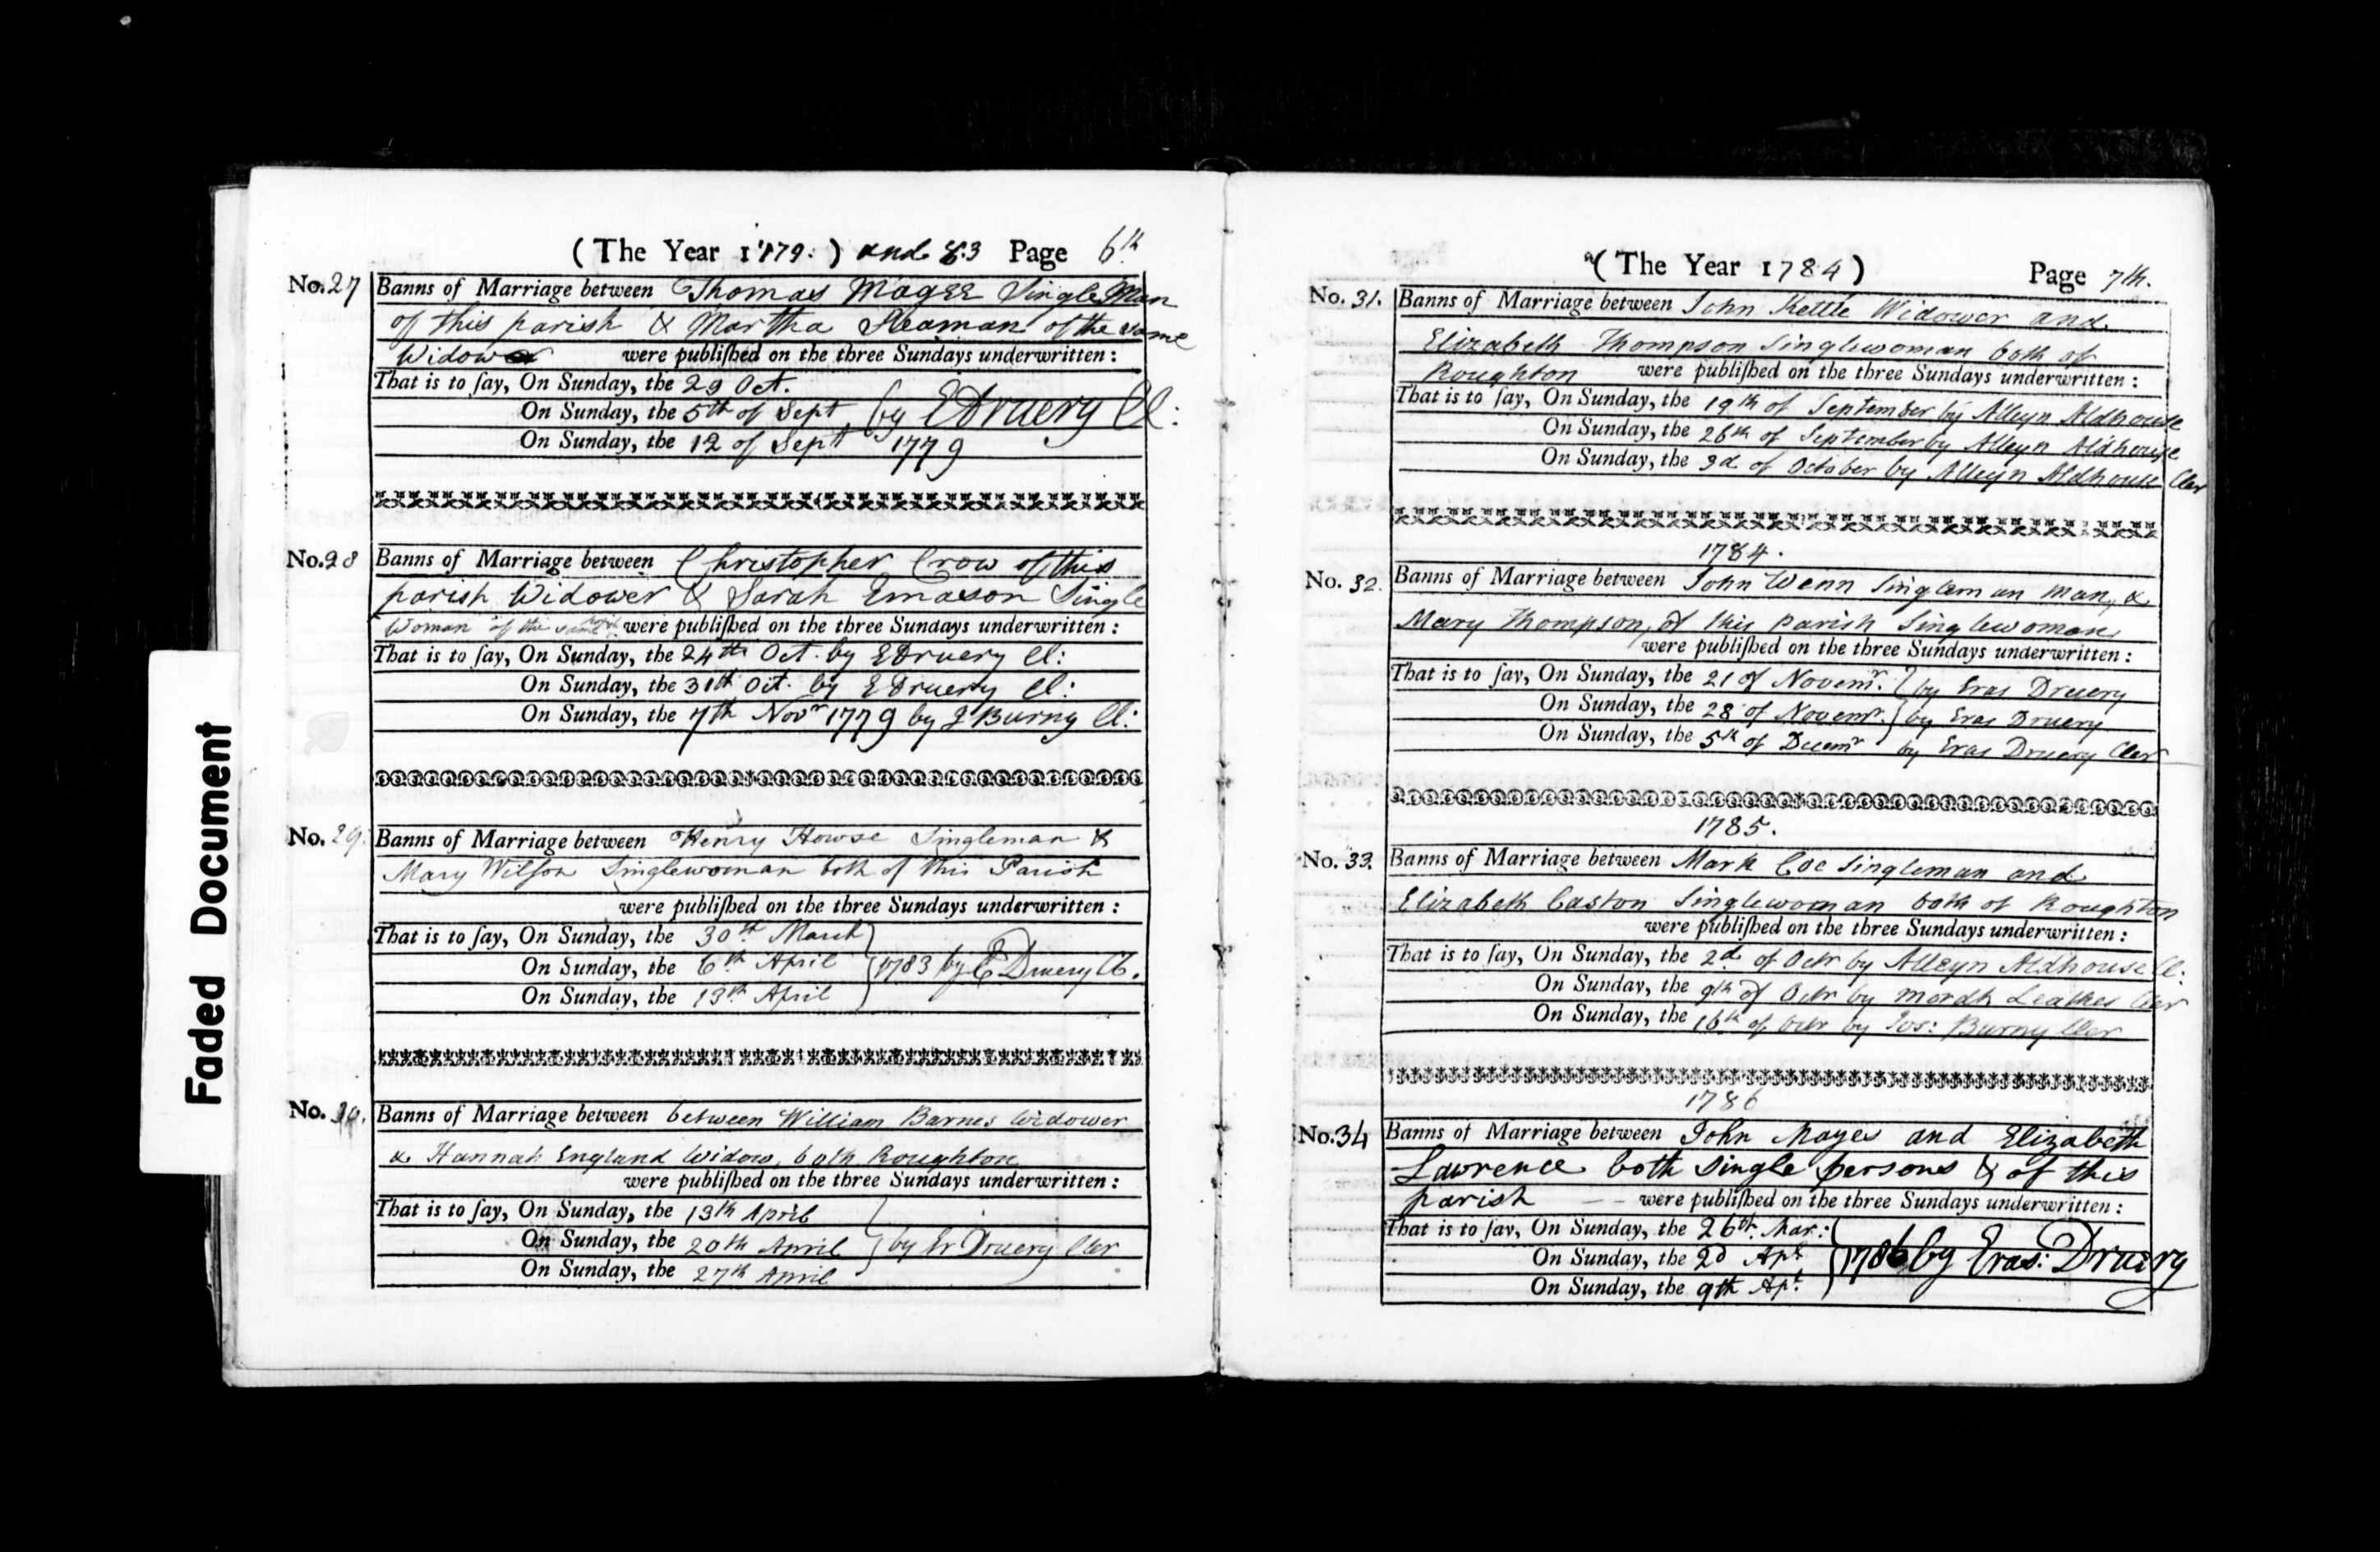 Faded Document
(The Year 1779.) and 83 Page 6th
No. 27 Banns of Marriage between Thomas Magee Single Man
of this parish & Martha Seaman of the same
Widow were publiſhed on the three Sundays underwritten:
That is to ſay, On Sunday, the 29 Oct.
On Sunday, the 5th of Sept by E Druery Cl:
On Sunday, the 12 of Sept 1779
No. 28 Banns of Marriage between Christopher Crow of this
parish Widower & Sarah Emason Single
Woman of the same were publiſhed on the three Sundays underwritten:
That is to ſay, On Sunday, the 24th Oct. by E Druery Cl:
On Sunday, the 31th Oct. by E Druery Cl:
On Sunday, the 7th Novr 1779 by J Burny Cl:
No. 29. Banns of Marriage between Henry Howse Singleman &
Mary Wilſon Singlewoman both of this Parish
were publiſhed on the three Sundays underwritten:
That is to ſay, On Sunday, the 30th March
On Sunday, the 6th April 1783 by E Druery Cl.
On Sunday, the 13th April
No. 30. Banns of Marriage between between William Barnes Widower
& Hannah England Widow, both Roughton
were publiſhed on the three Sundays underwritten:
That is to ſay, On Sunday, the 13th April
On Sunday, the 20th April by Er Druery Cler
On Sunday, the 27th April
(The Year 1784) Page 7th.
No. 31. Banns of Marriage between John Kettle Widower and
Elizabeth Thompson Singlewoman both of
Roughton were publiſhed on the three Sundays underwritten:
That is to ſay, On Sunday, the 19th of September by Alleyn Aldhouse
On Sunday, the 26th of September by Alleyn Aldhouse
On Sunday, the 3d of October by Alleyn Aldhouse Cler
1784.
No. 32. Banns of Marriage between John Wenn Singlem an man, &
Mary Thompson, of this parish Singlewoman
were publiſhed on the three Sundays underwritten:
That is to ſay, On Sunday, the 21 of Novemr. by Eras Druery
On Sunday, the 28 of Novemr. by Eras Druery
On Sunday, the 5th of Decemr by Eras Druery Cler
1785.
No. 33. Banns of Marriage between Mark Coe Singleman and
Elizabeth Caston Singlewoman both of Roughton
were publiſhed on the three Sundays underwritten:
That is to ſay, On Sunday, the 2d of Octr by Alleyn Aldhouse Cl.
On Sunday, the 9th of Octr by Mordh Leathes Cler
On Sunday, the 16th of Octr by Jos: Burny Cler
1786
No. 34 Banns of Marriage between John Mayes and Elizabeth
Lawrence both single persons & of this
parish were publiſhed on the three Sundays underwritten:
That is to ſay, On Sunday, the 26th. Mar:
On Sunday, the 2d Apl. 1786 by Eras: Druery
On Sunday, the 9th Apl.